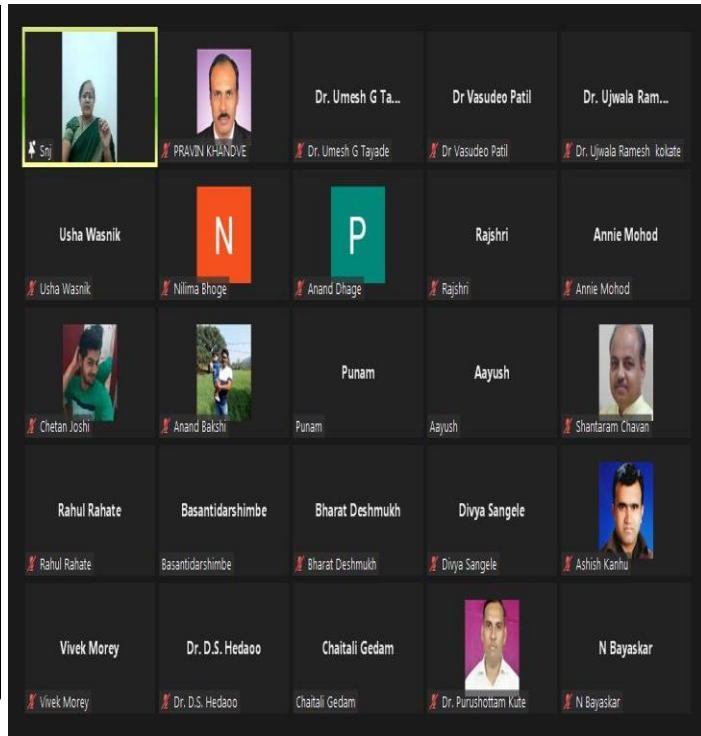 Snj
PRAVIN KHANDVE
Dr. Umesh G Ta...
Dr. Umesh G Tayade
Dr Vasudeo Patil
Dr Vasudeo Patil
Dr. Ujwala Ram...
Dr. Ujwala Ramesh kokate
Usha Wasnik
Usha Wasnik
N
Nilima Bhoge
P
Anand Dhage
Rajshri
Rajshri
Annie Mohod
Annie Mohod
Chetan Joshi
Anand Bakshi
Punam
Punam
Aayush
Aayush
Shantaram Chavan
Rahul Rahate
Rahul Rahate
Basantidarshimbe
Basantidarshimbe
Bharat Deshmukh
Bharat Deshmukh
Divya Sangele
Divya Sangele
Ashish Kanhu
Vivek Morey
Vivek Morey
Dr. D.S. Hedaoo
Dr. D.S. Hedaoo
Chaitali Gedam
Chaitali Gedam
Dr. Purushottam Kute
N Bayaskar
N Bayaskar